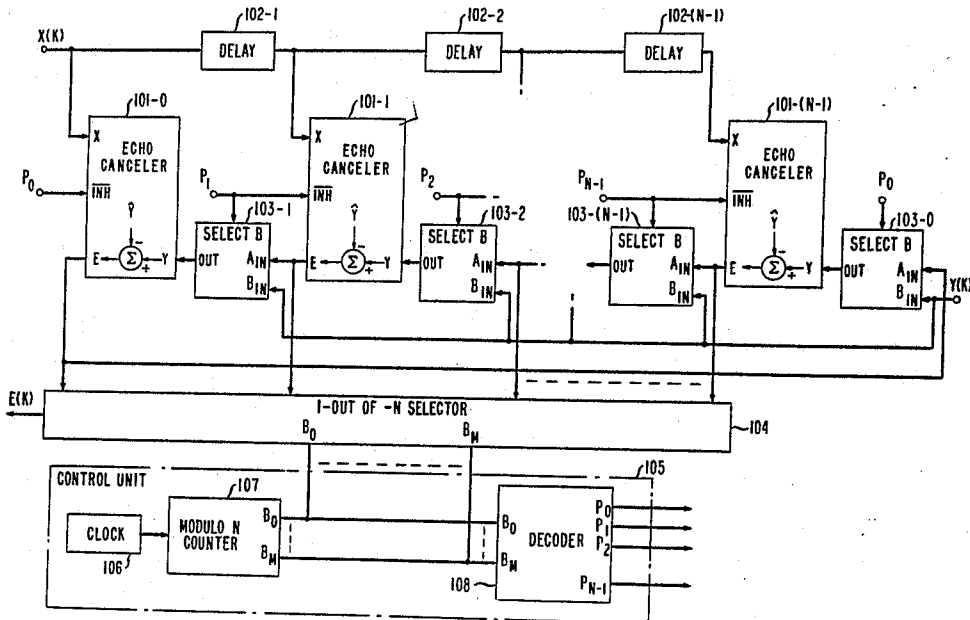 102-1
102-2
102-(N-1)
X(K)
DELAY
DELAY
DELAY
101-0
101-1
101-(N-1)
X
ECHO
CANCELER
X
ECHO
CANCELER
X
ECHO
CANCELER
P0
INH
P1
INH
P2
PN-1
INH
P0
103-1
103-2
103-(N-1)
103-0
Ŷ
SELECT B
Ŷ
SELECT B
SELECT B
Ŷ
SELECT B
E
Σ
-
+
Y
OUT
AIN
BIN
E
Σ
-
+
Y
OUT
AIN
BIN
OUT
AIN
BIN
E
Σ
-
+
Y
OUT
AIN
BIN
Y(K)
E(K)
1-OUT OF -N SELECTOR
B0
BM
104
CONTROL UNIT
105
107
CLOCK
106
MODULO N
COUNTER
B0
BM
B0
BM
DECODER
108
P0
P1
P2
PN-1